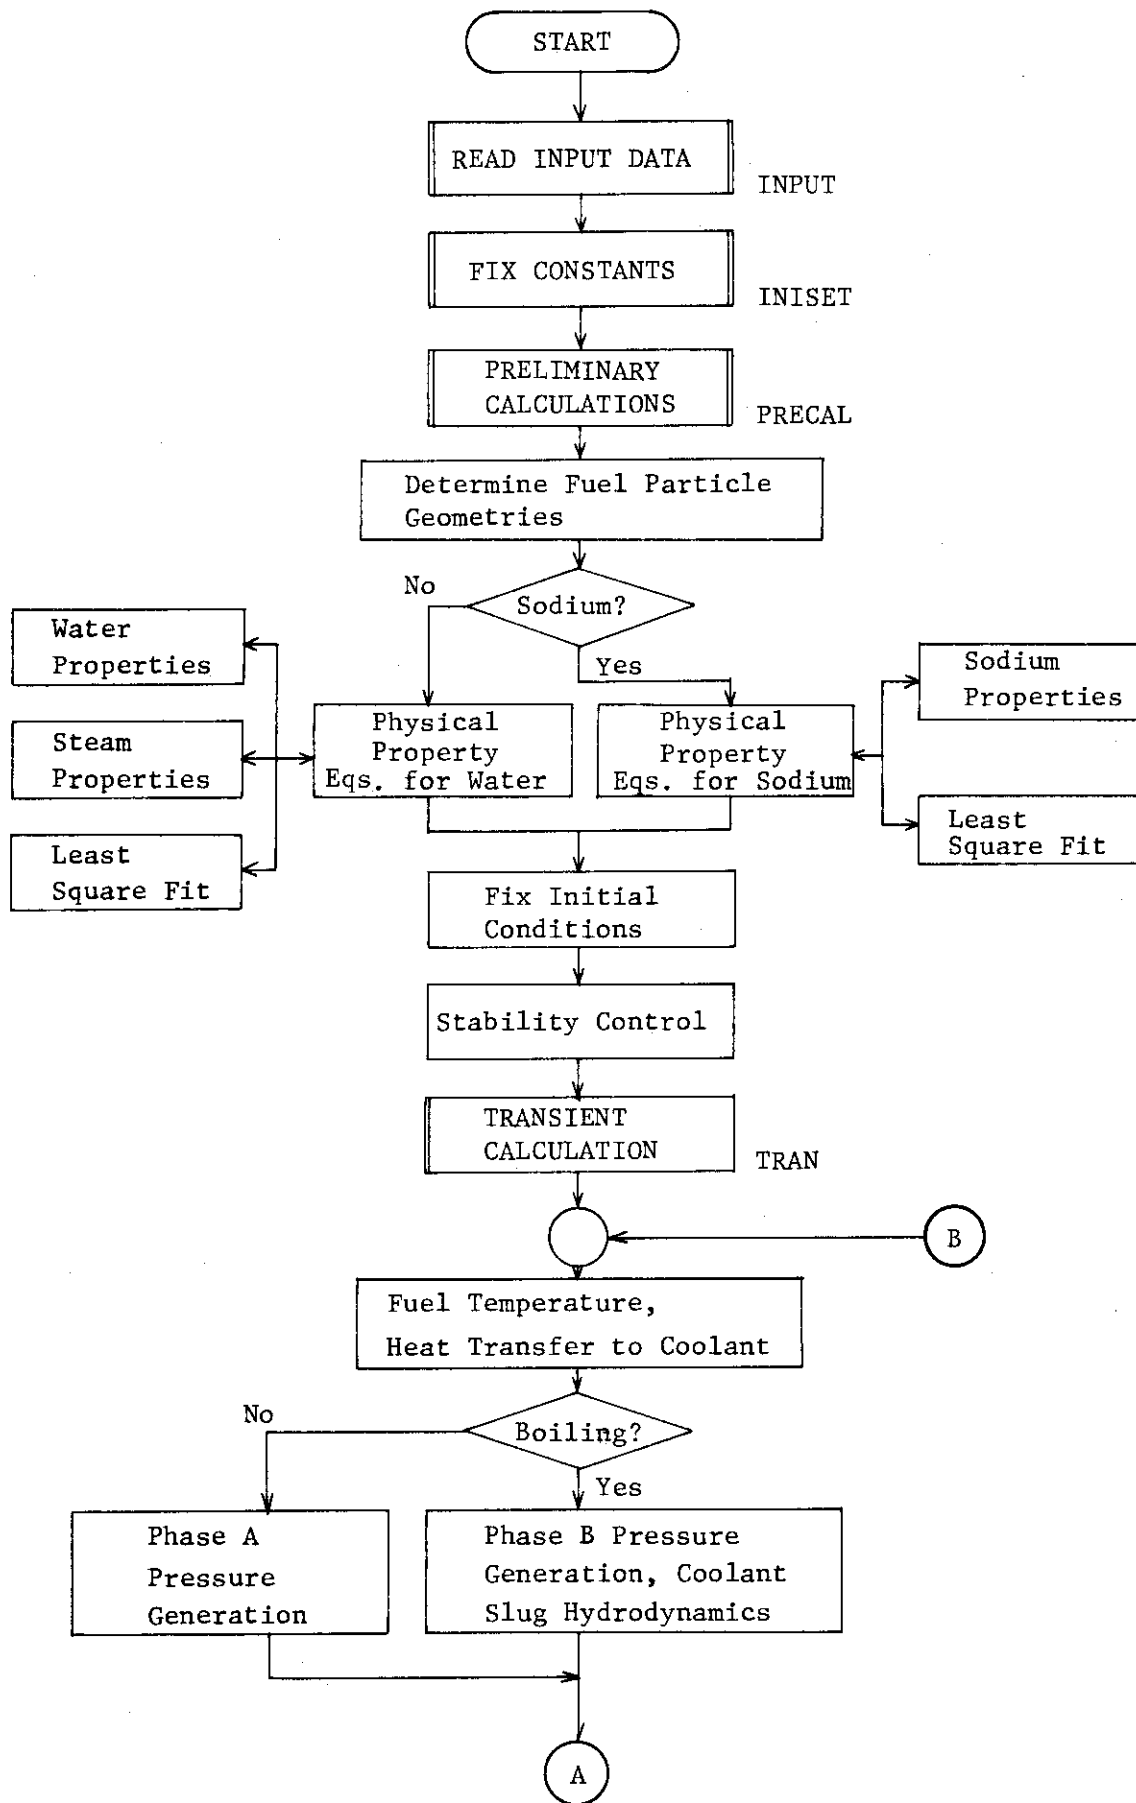 START
READ INPUT DATA
INPUT
FIX CONSTANTS
INISET
PRELIMINARY
CALCULATIONS
PRECAL
Determine Fuel Particle
Geometries
No
Sodium?
Yes
Water
Properties
Steam
Properties
Least
Square Fit
Physical
Property
Eqs. for Water
Physical
Property
Eqs. for Sodium
Sodium
Properties
Least
Square Fit
Fix Initial
Conditions
Stability Control
TRANSIENT
CALCULATION
TRAN
B
Fuel Temperature,
Heat Transfer to Coolant
No
Boiling?
Yes
Phase A
Pressure
Generation
Phase B Pressure
Generation, Coolant
Slug Hydrodynamics
A